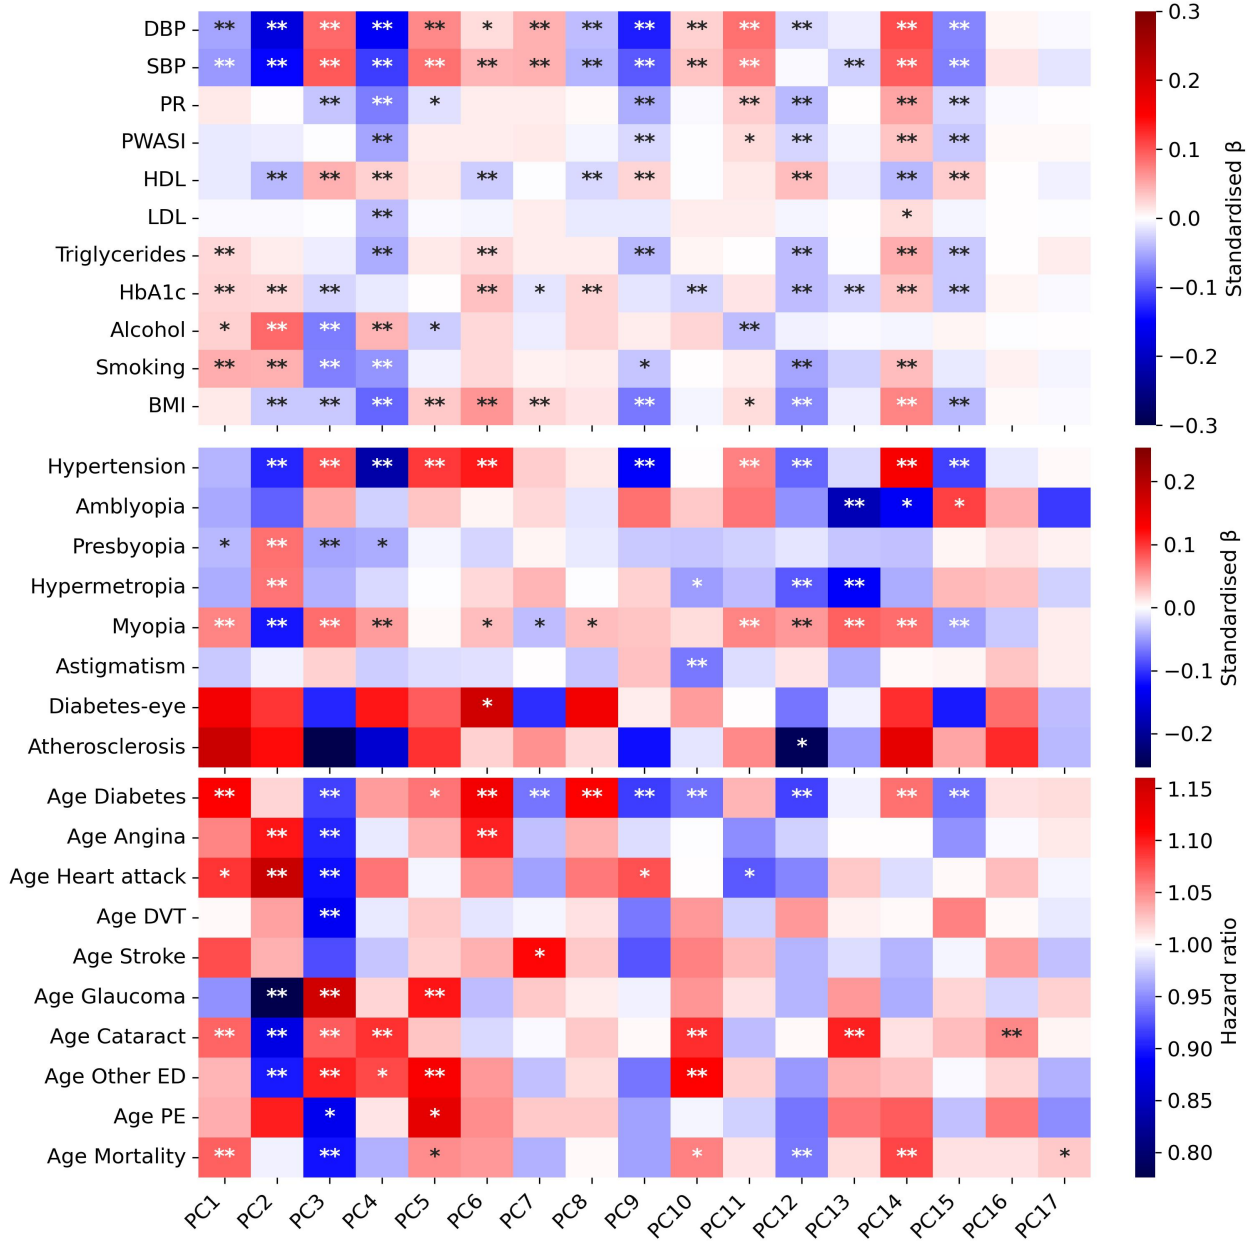 DBP ** ** ** ** ** * ** ** ** ** ** ** ** **
SBP ** ** ** ** ** ** ** ** ** ** ** ** ** **
PR ** ** * ** ** ** ** **
PWASI ** ** * ** ** **
HDL ** ** ** ** ** ** ** ** **
LDL ** *
Triglycerides ** ** ** ** ** ** **
HbA1c ** ** ** ** * ** ** ** ** ** **
Alcohol * ** ** ** * **
Smoking ** ** ** ** * ** **
BMI ** ** ** ** ** ** ** * ** ** **
0.3
0.2
0.1
0.0
−0.1
−0.2
−0.3
Standardised β
Hypertension ** ** ** ** ** ** ** ** ** **
Amblyopia ** * *
Presbyopia * ** ** *
Hypermetropia ** * ** **
Myopia ** ** ** ** * * * ** ** ** ** **
Astigmatism **
Diabetes-eye *
Atherosclerosis *
0.2
0.1
0.0
−0.1
−0.2
Standardised β
Age Diabetes ** ** * ** ** ** ** ** ** ** **
Age Angina ** ** **
Age Heart attack * ** ** * *
Age DVT **
Age Stroke *
Age Glaucoma ** ** **
Age Cataract ** ** ** ** ** ** **
Age Other ED ** ** * ** **
Age PE * *
Age Mortality ** ** * * ** ** *
1.15
1.10
1.05
1.00
0.95
0.90
0.85
0.80
Hazard ratio
PC1 PC2 PC3 PC4 PC5 PC6 PC7 PC8 PC9 PC10 PC11 PC12 PC13 PC14 PC15 PC16 PC17